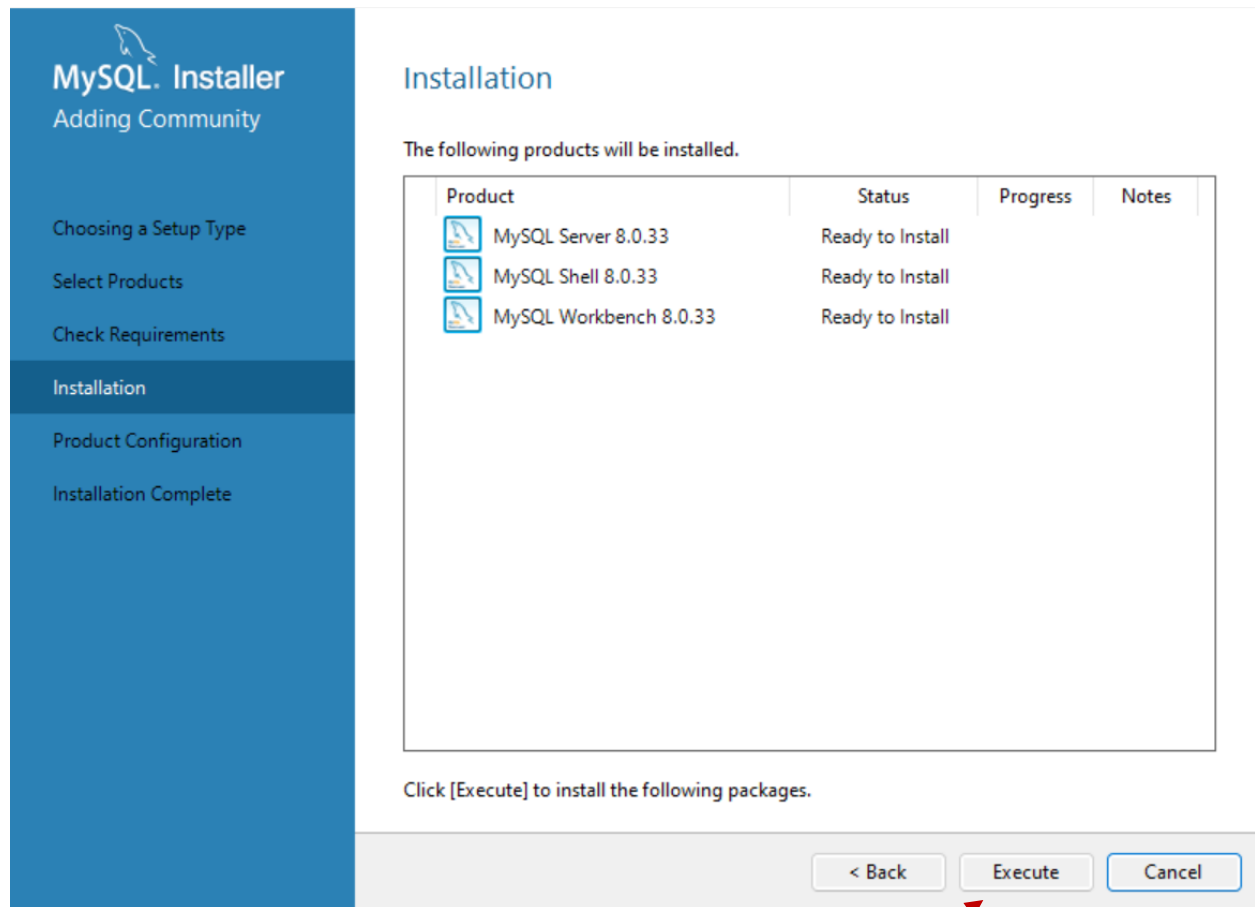 MySQL. Installer
Adding Community
Choosing a Setup Type
Select Products
Check Requirements
Installation
Product Configuration
Installation Complete
Installation
The following products will be installed.
Product Status Progress Notes
MySQL Server 8.0.33 Ready to Install
MySQL Shell 8.0.33 Ready to Install
MySQL Workbench 8.0.33 Ready to Install
Click [Execute] to install the following packages.
< Back Execute Cancel